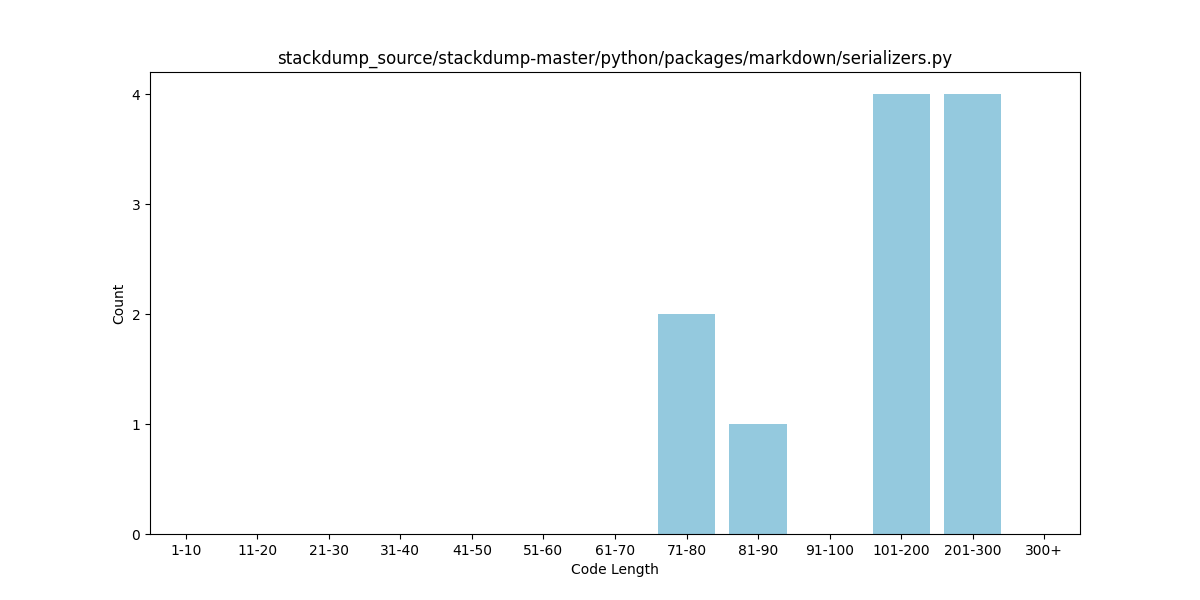 stackdump_source/stackdump-master/python/packages/markdown/serializers.py
4
3
2
1
0
Count
1-10 11-20 21-30 31-40 41-50 51-60 61-70 71-80 81-90 91-100 101-200 201-300 300+
Code Length